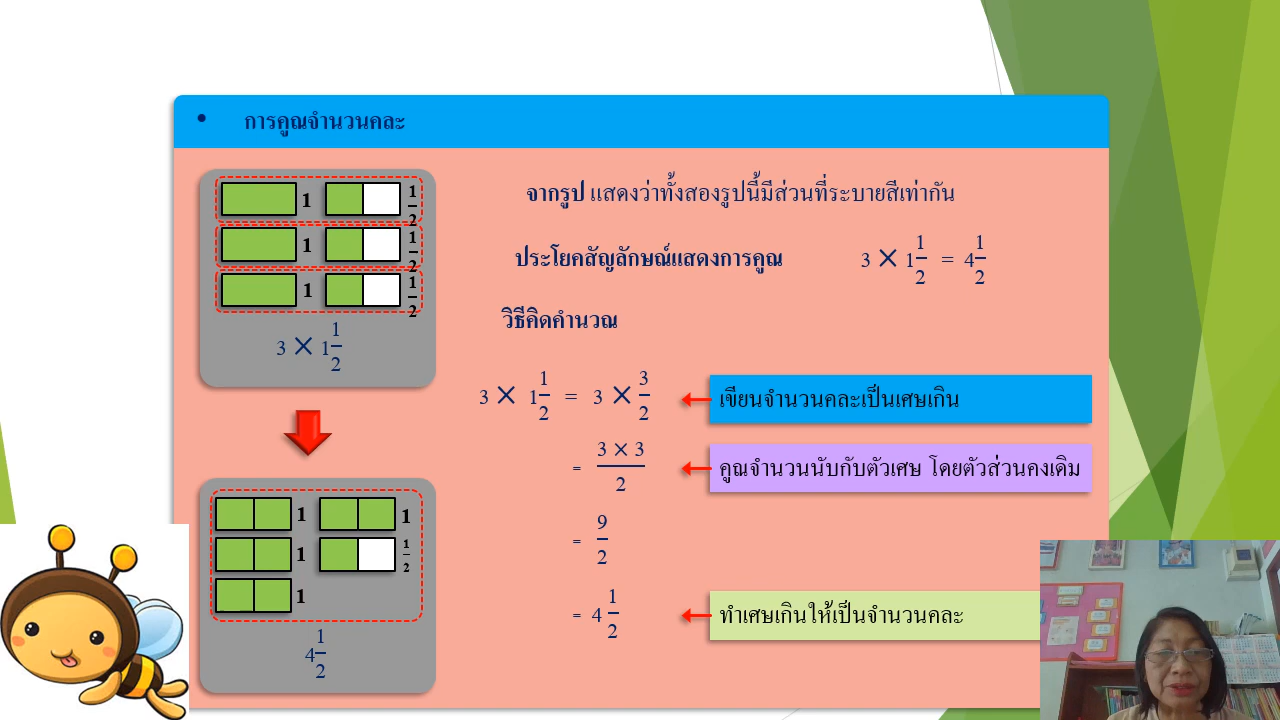 • การคูณจำนวนคละ
1 1/2
1 1/2
1 1/2
3 × 1 1/2
1 1
1 1/2
1
4 1/2
จากรูป แสดงว่าทั้งสองรูปนี้มีส่วนที่ระบายสีเท่ากัน
ประโยคสัญลักษณ์แสดงการคูณ 3 × 1 1/2 = 4 1/2
วิธีคิดคำนวณ
3 × 1 1/2 = 3 × 3/2 เขียนจำนวนคละเป็นเศษเกิน
= 3 × 3/2 คูณจำนวนนับกับตัวเศษ โดยตัวส่วนคงเดิม
= 9/2
= 4 1/2 ทำเศษเกินให้เป็นจำนวนคละ